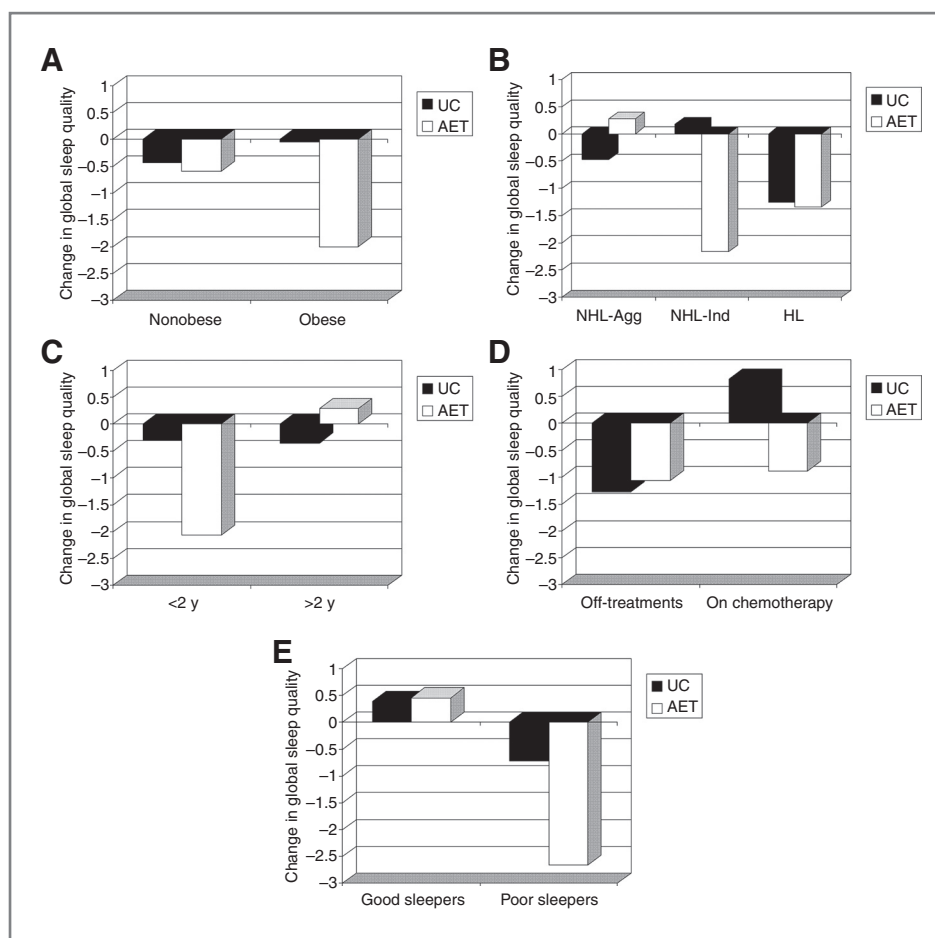 A
Change in global sleep quality
1
0.5
0
–0.5
–1
–1.5
–2
–2.5
–3
Nonobese Obese
UC
AET
B
Change in global sleep quality
1
0.5
0
–0.5
–1
–1.5
–2
–2.5
–3
NHL-Agg NHL-Ind HL
UC
AET
C
Change in global sleep quality
1
0.5
0
–0.5
–1
–1.5
–2
–2.5
–3
<2 y >2 y
UC
AET
D
Change in global sleep quality
1
0.5
0
–0.5
–1
–1.5
–2
–2.5
–3
Off-treatments On chemotherapy
UC
AET
E
Change in global sleep quality
1
0.5
0
–0.5
–1
–1.5
–2
–2.5
–3
Good sleepers Poor sleepers
UC
AET